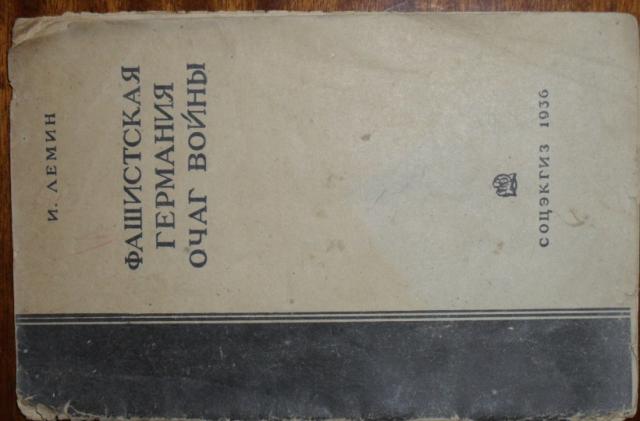 И. ЛЕМИН
ФАШИСТСКАЯ
ГЕРМАНИЯ
ОЧАГ ВОЙНЫ
СОЦЭКГИЗ 1936